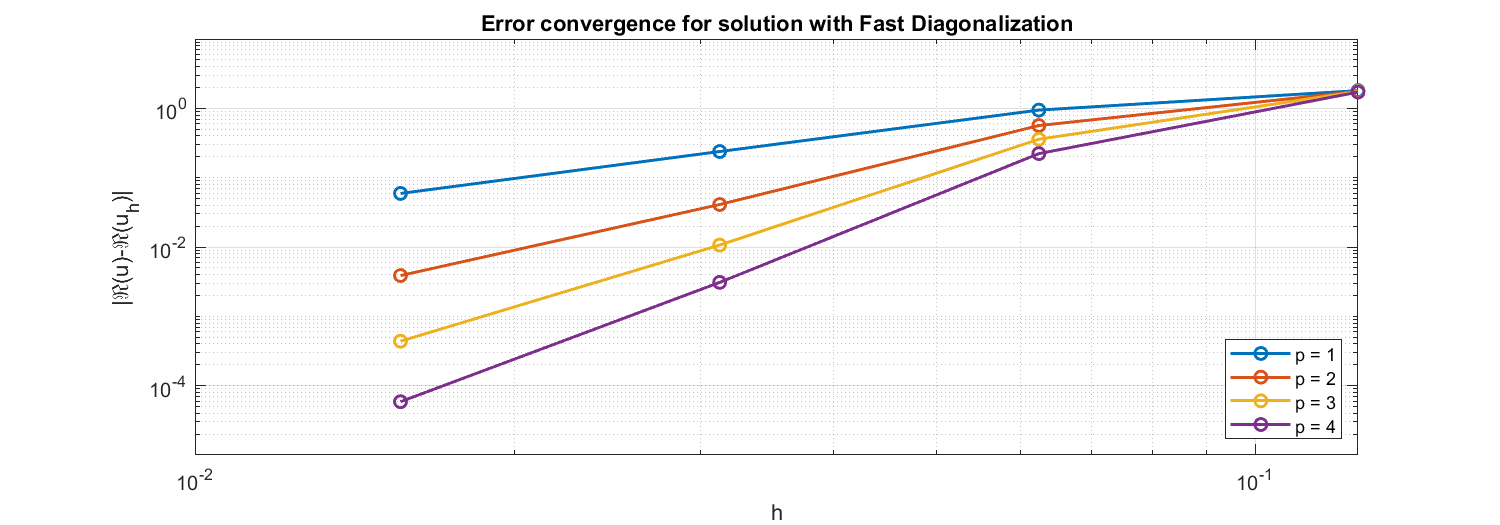 Error convergence for solution with Fast Diagonalization
10^0
10^-2
10^-4
|ℜ(u)-ℜ(u_h)|
p = 1
p = 2
p = 3
p = 4
10^-2
10^-1
h